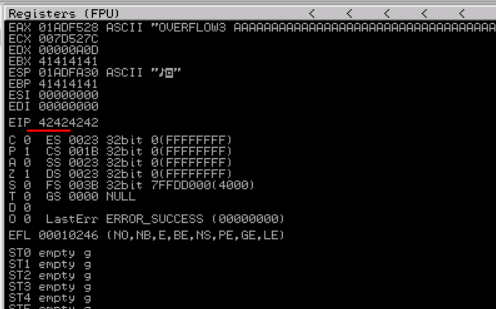 Registers (FPU) < < < < <
EAX 01ADF528 ASCII "OVERFLOW3 AAAAAAAAAAAAAAAAAAAAAAAAAAAAAAAAAAAA
ECX 007D527C
EDX 00000A0D
EBX 41414141
ESP 01ADFA30 ASCII "♪◙"
EBP 41414141
ESI 00000000
EDI 00000000
EIP 42424242
C 0 ES 0023 32bit 0(FFFFFFFF)
P 1 CS 001B 32bit 0(FFFFFFFF)
A 0 SS 0023 32bit 0(FFFFFFFF)
Z 1 DS 0023 32bit 0(FFFFFFFF)
S 0 FS 003B 32bit 7FFDD000(4000)
T 0 GS 0000 NULL
D 0
O 0 LastErr ERROR_SUCCESS (00000000)
EFL 00010246 (NO,NB,E,BE,NS,PE,GE,LE)
ST0 empty g
ST1 empty g
ST2 empty g
ST3 empty g
ST4 empty g
ST5 empty g